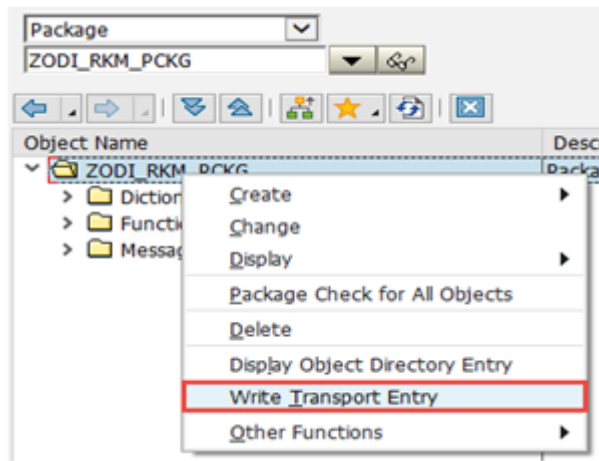 Package
ZODI_RKM_PCKG
Object Name Desc
ZODI_RKM_PCKG Packa
Diction
Functi
Messag
Create
Change
Display
Package Check for All Objects
Delete
Display Object Directory Entry
Write Transport Entry
Other Functions